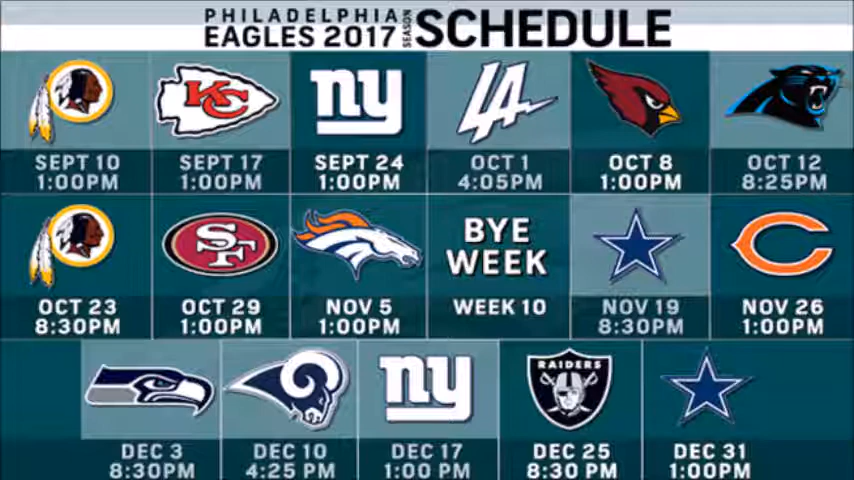 PHILADELPHIA
EAGLES 2017
SEASON
SCHEDULE
KC
ny
LA
SEPT 10
1:00PM
SEPT 17
1:00PM
SEPT 24
1:00PM
OCT 1
4:05PM
OCT 8
1:00PM
OCT 12
8:25PM
SF
BYE
WEEK
OCT 23
8:30PM
OCT 29
1:00PM
NOV 5
1:00PM
WEEK 10
NOV 19
8:30PM
NOV 26
1:00PM
ny
RAIDERS
DEC 3
8:30PM
DEC 10
4:25 PM
DEC 17
1:00 PM
DEC 25
8:30 PM
DEC 31
1:00PM